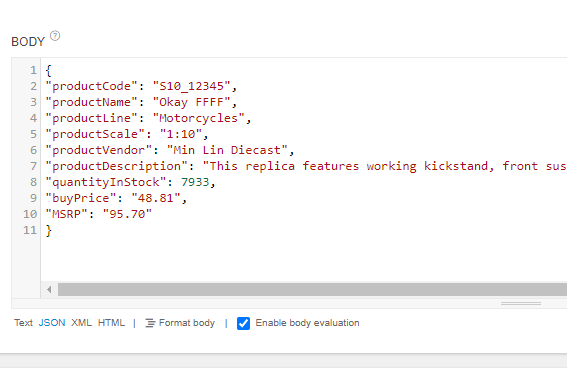 BODY ?
1 {
2 "productCode": "S10_12345",
3 "productName": "Okay FFFF",
4 "productLine": "Motorcycles",
5 "productScale": "1:10",
6 "productVendor": "Min Lin Diecast",
7 "productDescription": "This replica features working kickstand, front sus
8 "quantityInStock": 7933,
9 "buyPrice": "48.81",
10 "MSRP": "95.70"
11 }
Text JSON XML HTML | Format body | Enable body evaluation